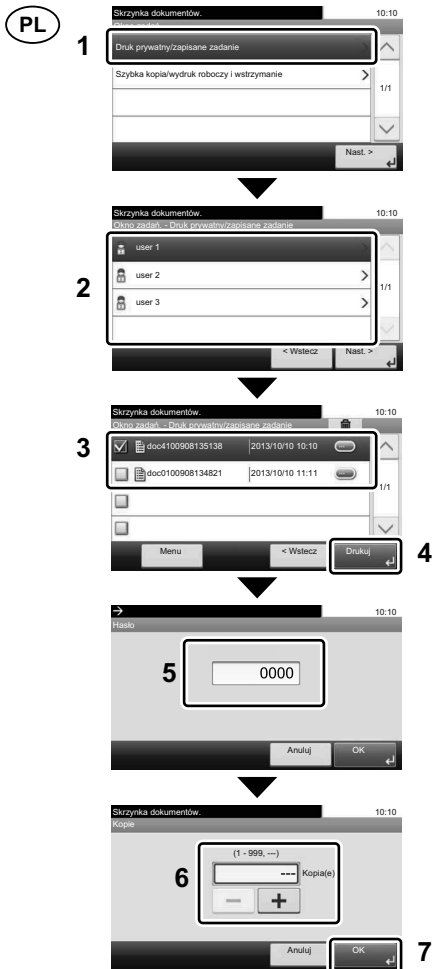 PL
Skrzynka dokumentów. 10:10
Okno zadań.
1
Druk prywatny/zapisane zadanie
Szybka kopia/wydruk roboczy i wstrzymanie
1/1
Nast. >
Skrzynka dokumentów. 10:10
Okno zadań. - Druk prywatny/zapisane zadanie
2
user 1
user 2
user 3
1/1
< Wstecz Nast. >
Skrzynka dokumentów. 10:10
Okno zadań. - Druk prywatny/zapisane zadanie
3
doc4100908135138 2013/10/10 10:10
doc0100908134821 2013/10/10 11:11
1/1
Menu < Wstecz Drukuj 4
10:10
Hasło
5
0000
Anuluj OK
Skrzynka dokumentów. 10:10
Kopie
6
(1 - 999, ---)
--- Kopia(e)
− +
Anuluj OK 7